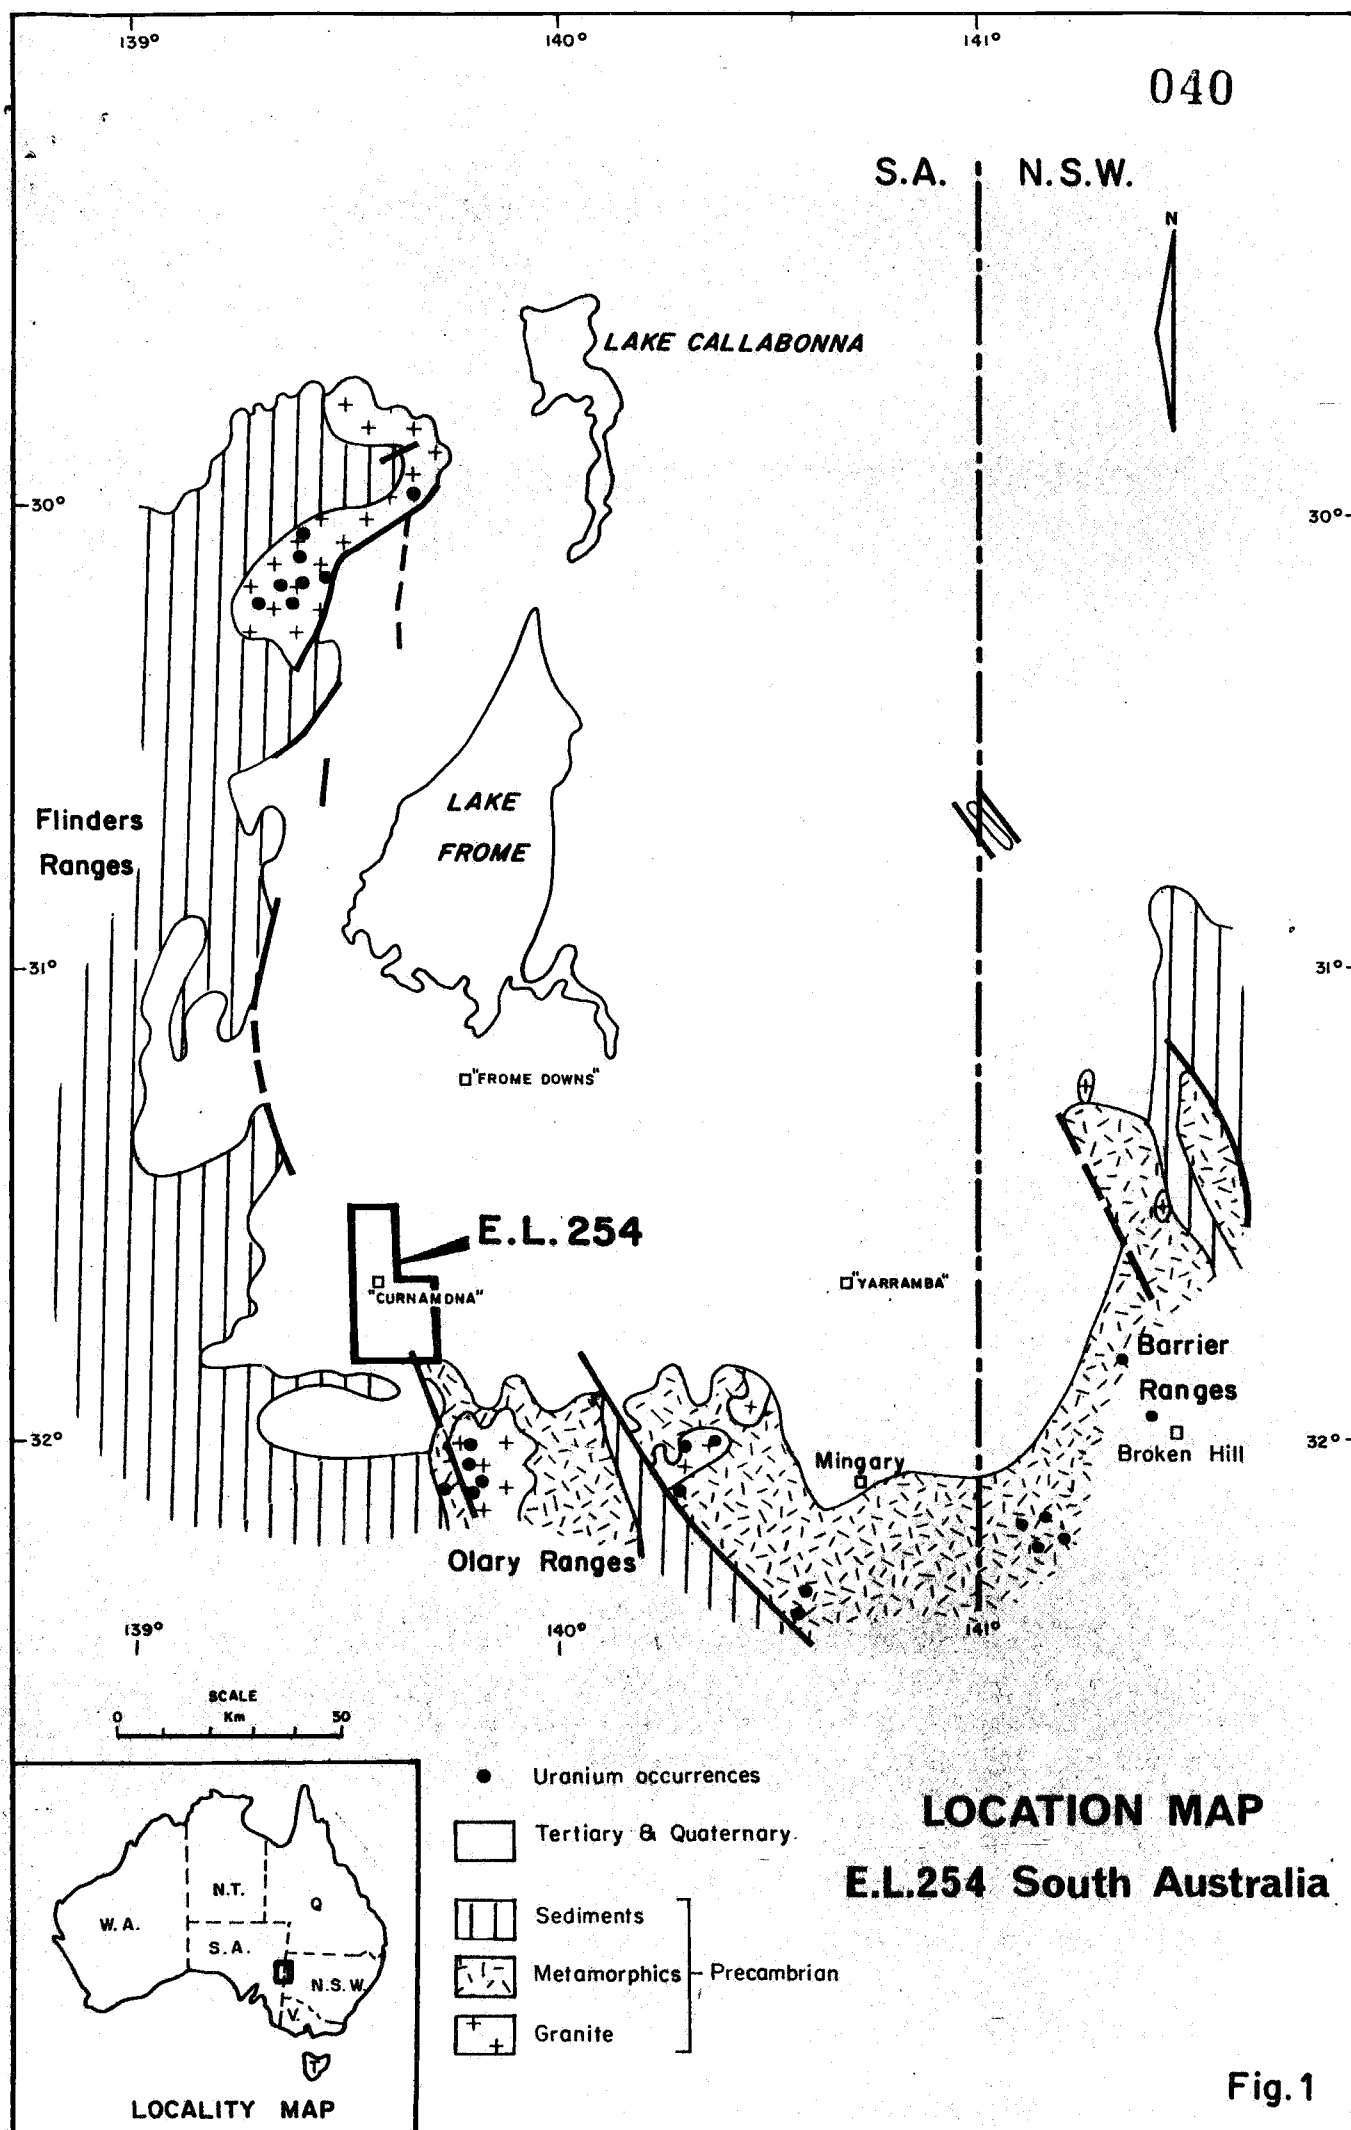 139°
140°
141°
040
S.A.
N.S.W.
N
LAKE CALLABONNA
30°
30°
LAKE
FROME
Flinders
Ranges
31°
31°
"FROME DOWNS"
E.L. 254
"CURNAMONA"
"YARRAMBA"
Barrier
Ranges
Broken Hill
32°
32°
Mingary
Olary Ranges
139°
140°
141°
SCALE
0 Km 50
Uranium occurrences
Tertiary & Quaternary
Sediments
Metamorphics
Precambrian
Granite
LOCATION MAP
E.L.254 South Australia
W.A.
N.T.
Q
S.A.
N.S.W.
V.
T
LOCALITY MAP
Fig. 1